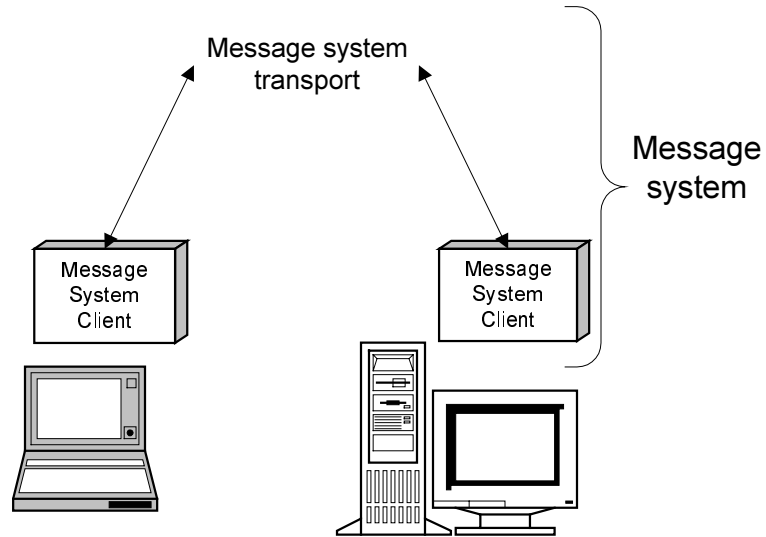 Message system
transport
Message
system
Message
System
Client
Message
System
Client